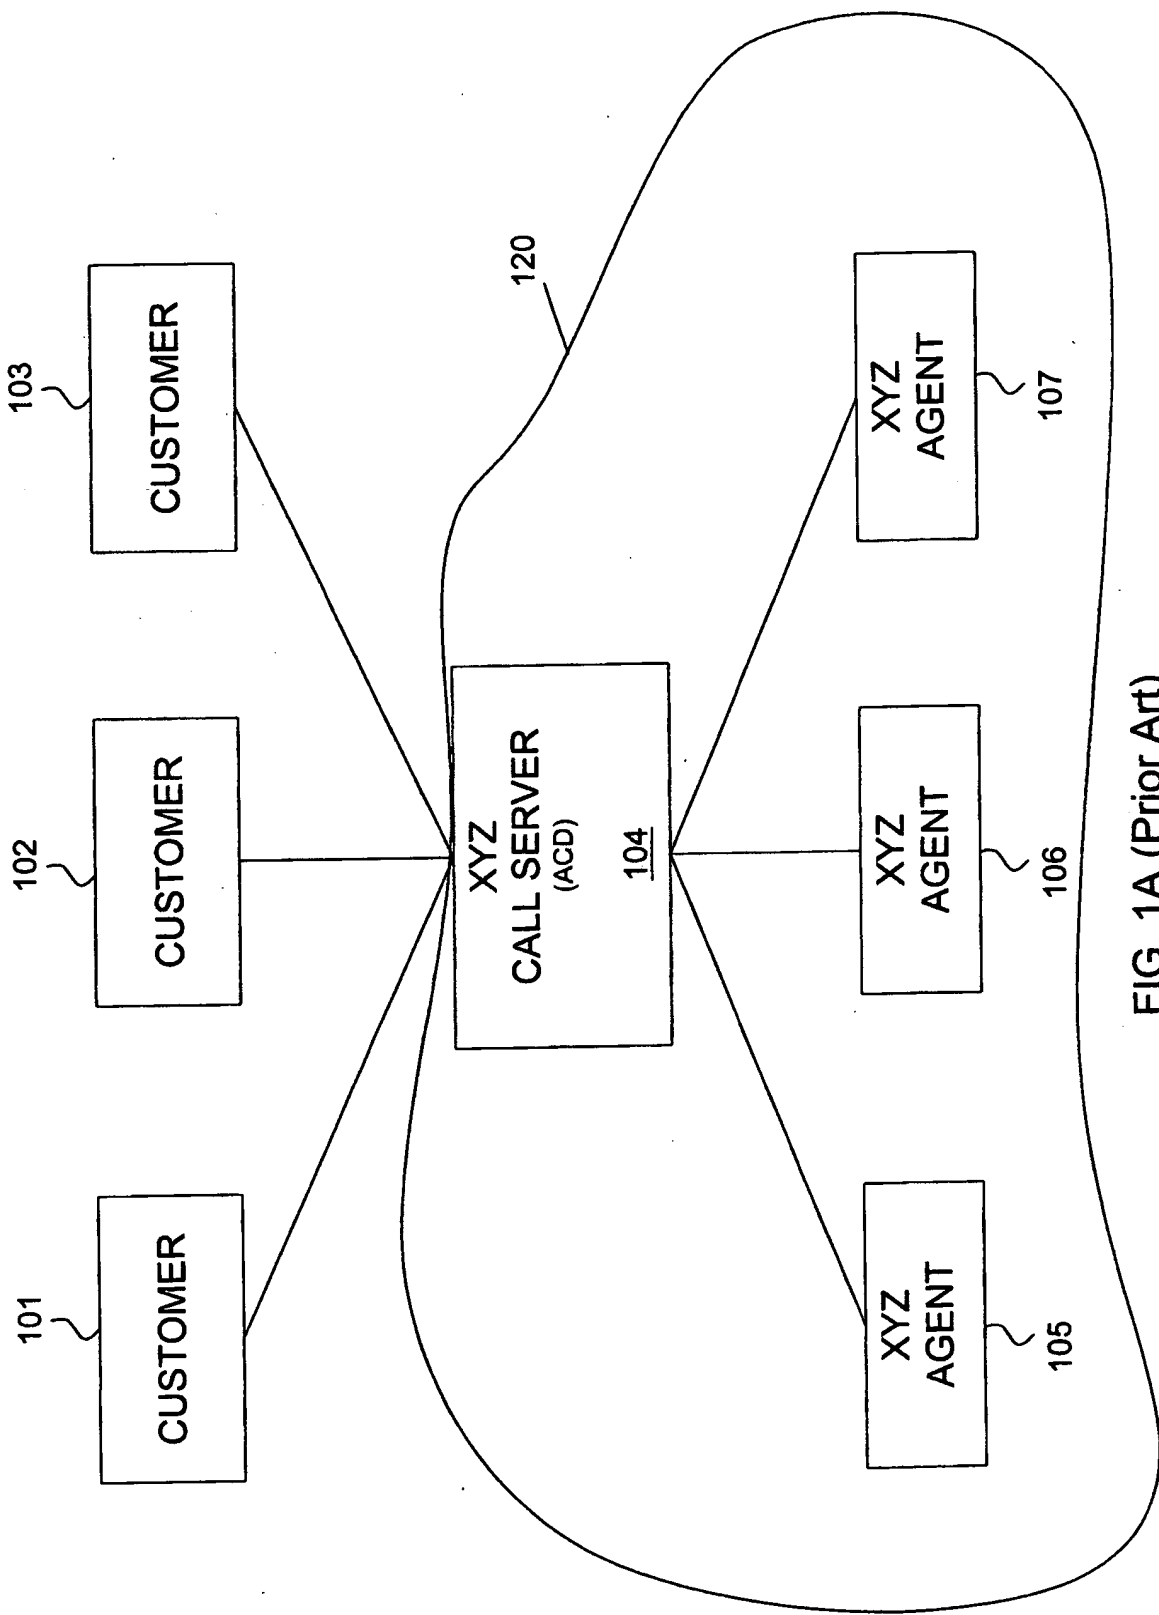 101
102
103
CUSTOMER
CUSTOMER
CUSTOMER
120
XYZ
CALL SERVER
(ACD)
104
XYZ
AGENT
XYZ
AGENT
XYZ
AGENT
105
106
107
FIG. 1A (Prior Art)